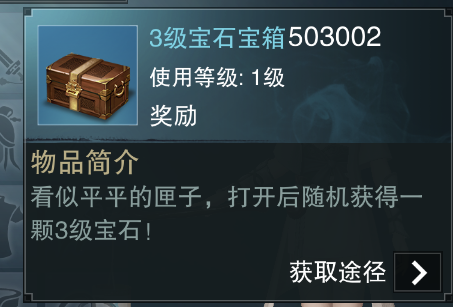 3级宝石宝箱503002
使用等级: 1级
奖励
物品简介
看似平平的匣子，打开后随机获得一
颗3级宝石！
获取途径